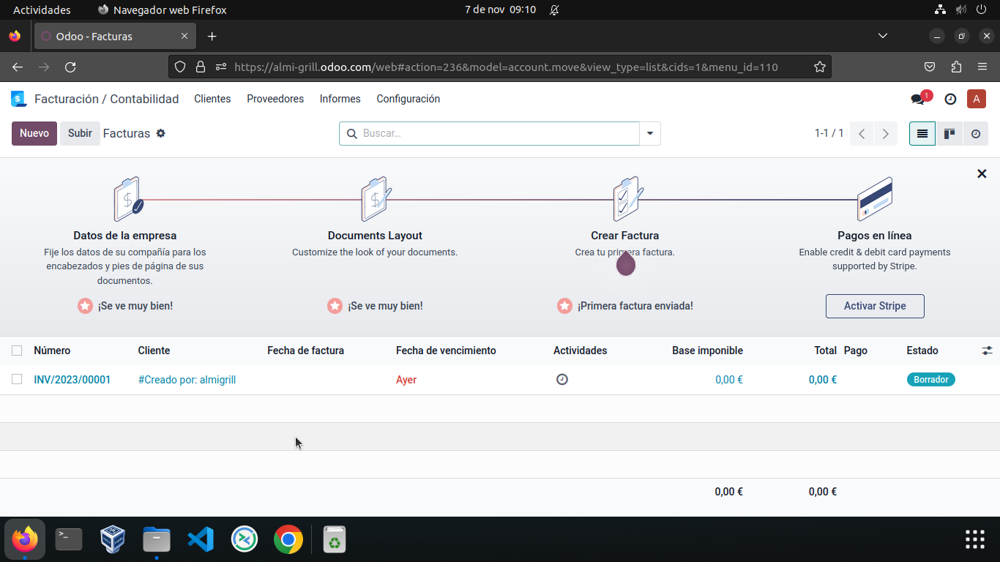 Actividades
Navegador web Firefox
7 de nov 09:10
Odoo - Facturas
https://almi-grill.odoo.com/web#action=236&model=account.move&view_type=list&cids=1&menu_id=110
$ Facturación / Contabilidad
Clientes
Proveedores
Informes
Configuración
1
A
Nuevo
Subir
Facturas
Buscar...
1-1 / 1
$
$
Datos de la empresa
Fije los datos de su compañía para los
encabezados y pies de página de sus
documentos.
¡Se ve muy bien!
Documents Layout
Customize the look of your documents.
¡Se ve muy bien!
Crear Factura
Crea tu primera factura.
¡Primera factura enviada!
Pagos en línea
Enable credit & debit card payments
supported by Stripe.
Activar Stripe
Número Cliente Fecha de factura Fecha de vencimiento Actividades Base imponible Total Pago Estado
INV/2023/00001 #Creado por: almigrill Ayer 0,00 € 0,00 € Borrador
0,00 € 0,00 €
>_